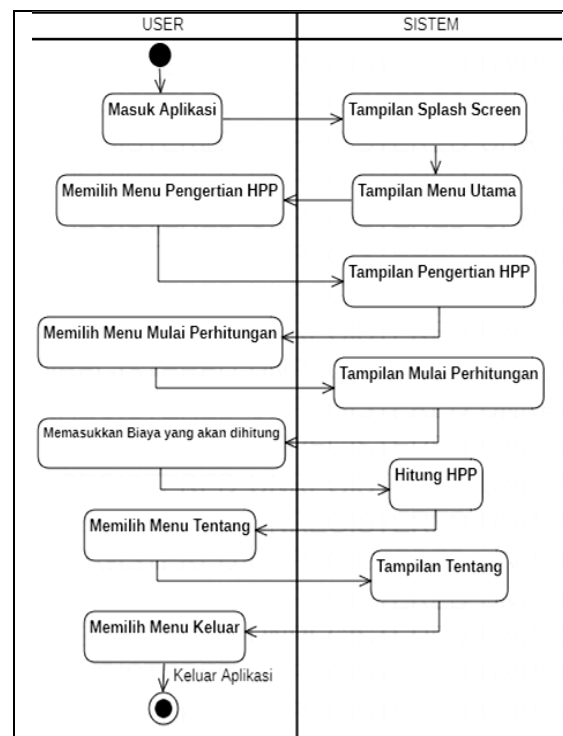 USER
SISTEM
Masuk Aplikasi
Tampilan Splash Screen
Memilih Menu Pengertian HPP
Tampilan Menu Utama
Tampilan Pengertian HPP
Memilih Menu Mulai Perhitungan
Tampilan Mulai Perhitungan
Memasukkan Biaya yang akan dihitung
Hitung HPP
Memilih Menu Tentang
Tampilan Tentang
Memilih Menu Keluar
Keluar Aplikasi